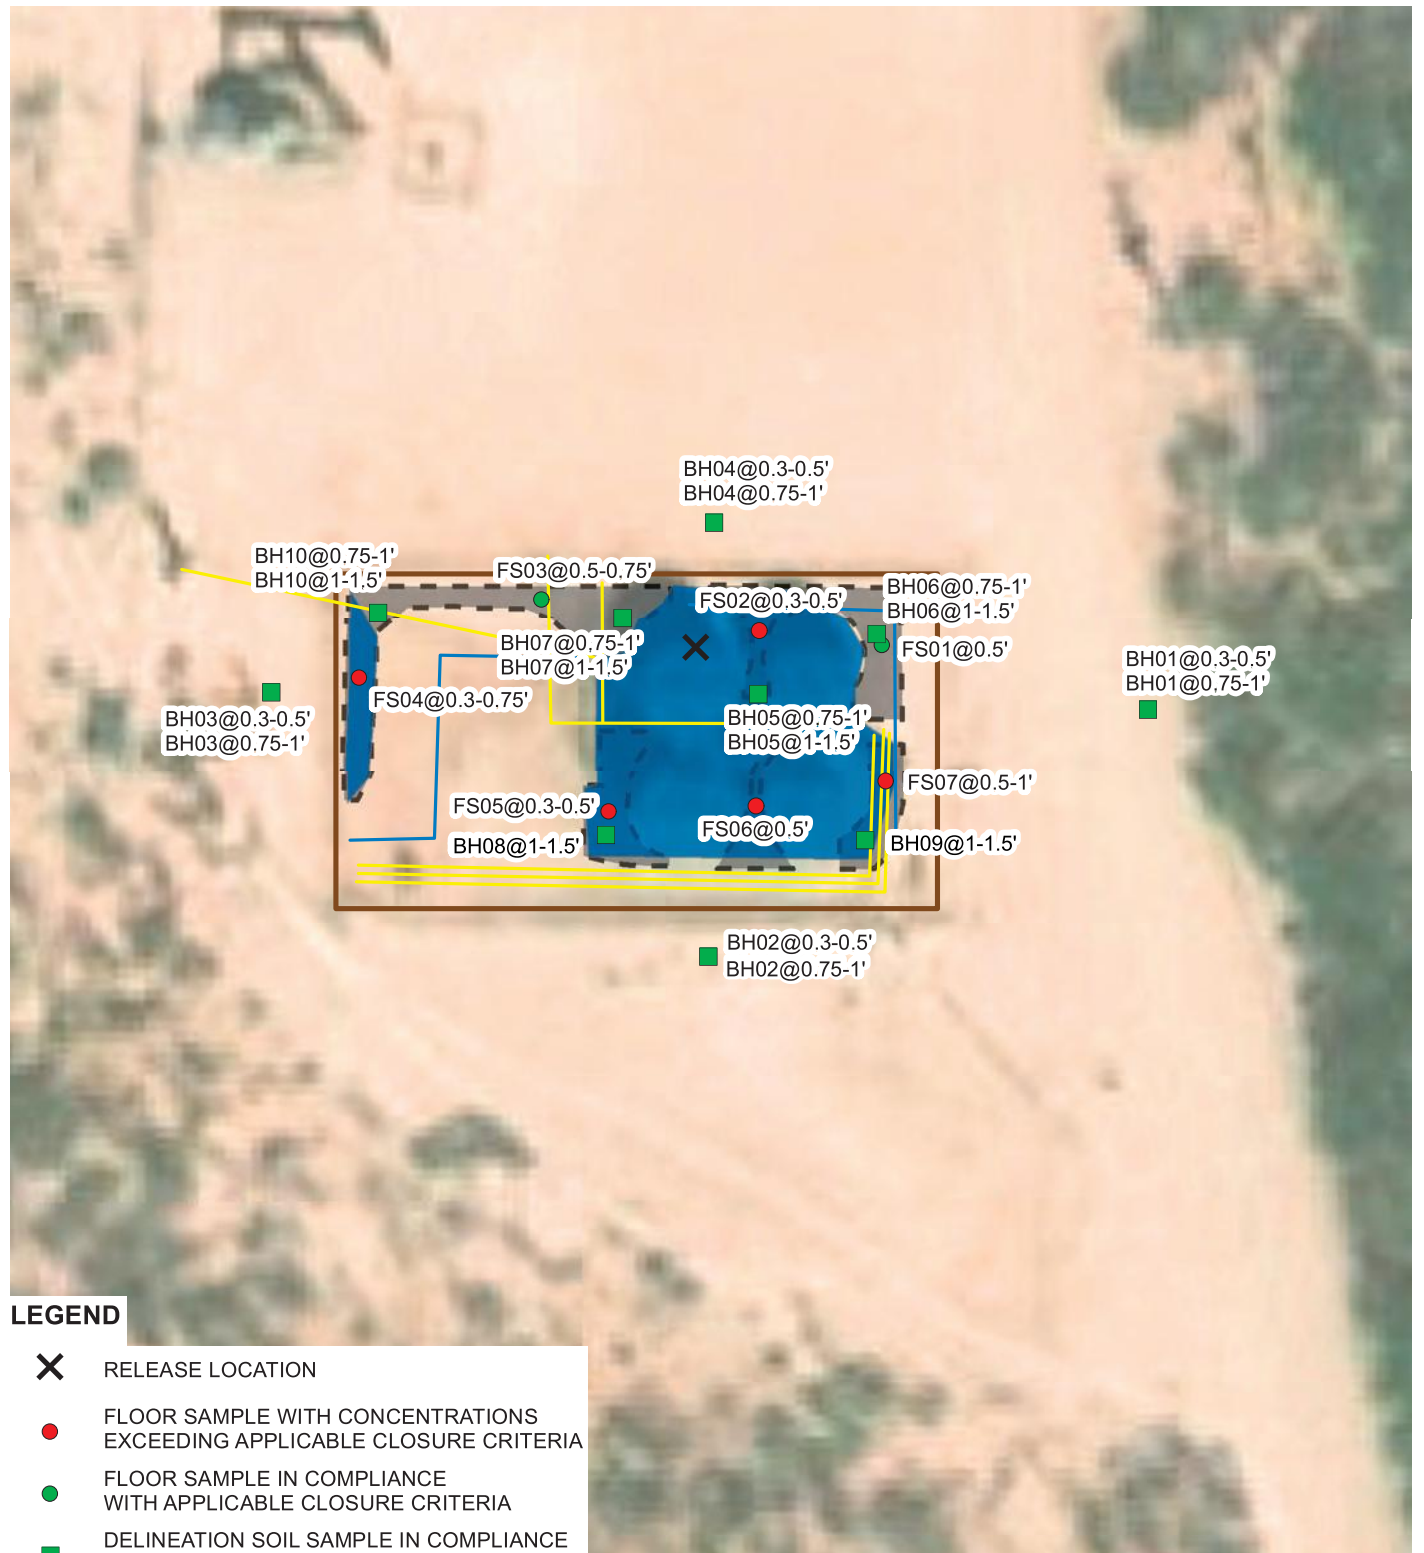 BH04@0.3-0.5'
BH04@0.75-1'
BH10@0.75-1'
BH10@1-1.5'
FS03@0.5-0.75'
FS02@0.3-0.5'
BH06@0.75-1'
BH06@1-1.5'
FS01@0.5'
BH07@0.75-1'
BH07@1-1.5'
BH01@0.3-0.5'
BH01@0.75-1'
FS04@0.3-0.75'
BH03@0.3-0.5'
BH03@0.75-1'
BH05@0.75-1'
BH05@1-1.5'
FS07@0.5-1'
FS05@0.3-0.5'
FS06@0.5'
BH08@1-1.5'
BH09@1-1.5'
BH02@0.3-0.5'
BH02@0.75-1'
LEGEND
RELEASE LOCATION
FLOOR SAMPLE WITH CONCENTRATIONS
EXCEEDING APPLICABLE CLOSURE CRITERIA
FLOOR SAMPLE IN COMPLIANCE
WITH APPLICABLE CLOSURE CRITERIA
DELINEATION SOIL SAMPLE IN COMPLIANCE